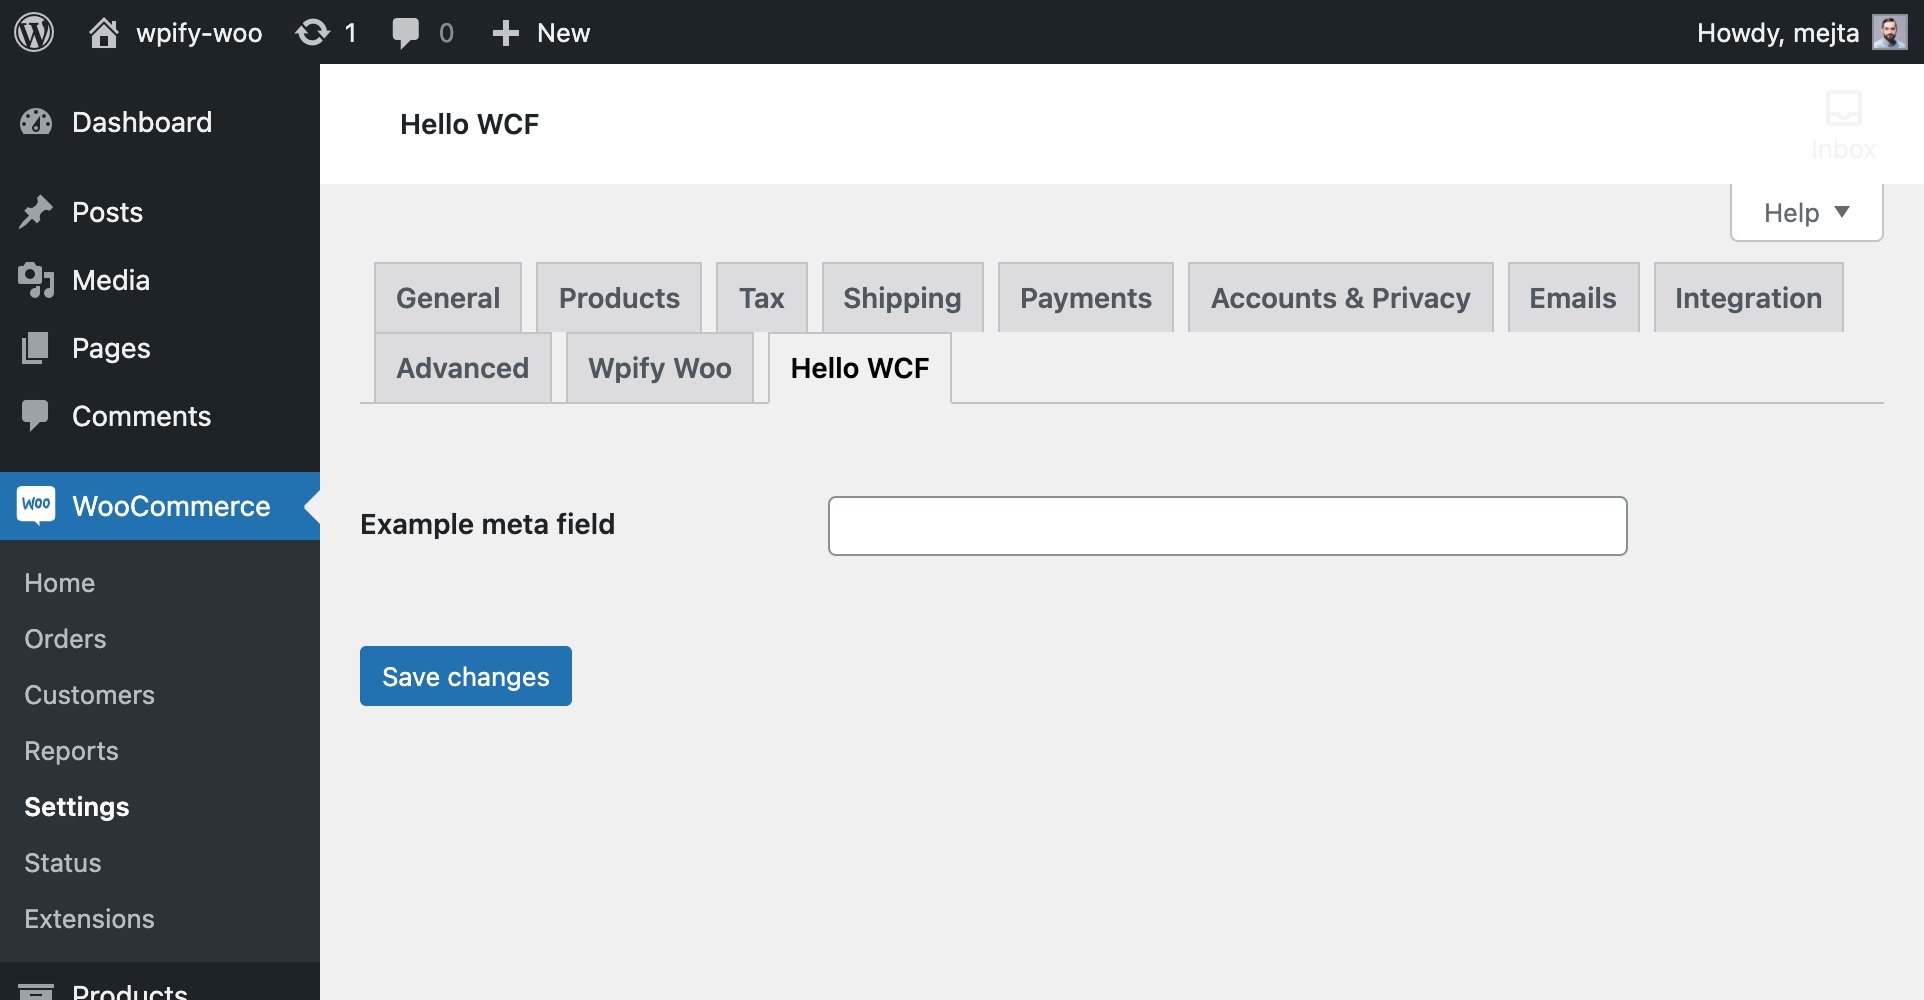 wpify-woo 1 0 New Howdy, mejta
Dashboard
Posts
Media
Pages
Comments
Woo WooCommerce
Home
Orders
Customers
Reports
Settings
Status
Extensions
Products
Hello WCF
Inbox
Help
General Products Tax Shipping Payments Accounts & Privacy Emails Integration
Advanced Wpify Woo Hello WCF
Example meta field
Save changes